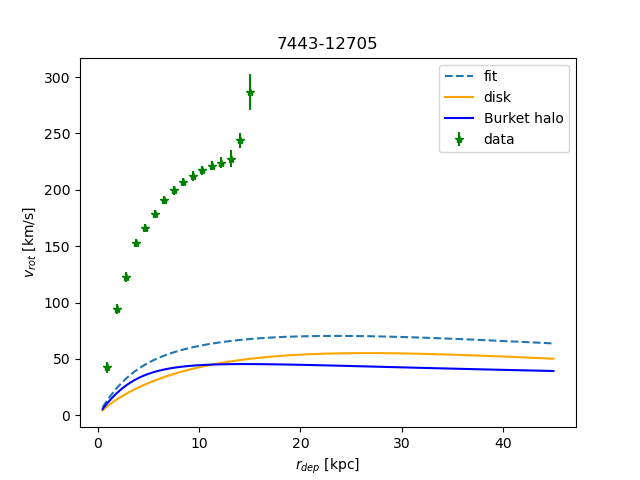 7443-12705
300
250
200
150
100
50
0
v_rot [km/s]
0 10 20 30 40
r_dep [kpc]
fit
disk
Burket halo
data